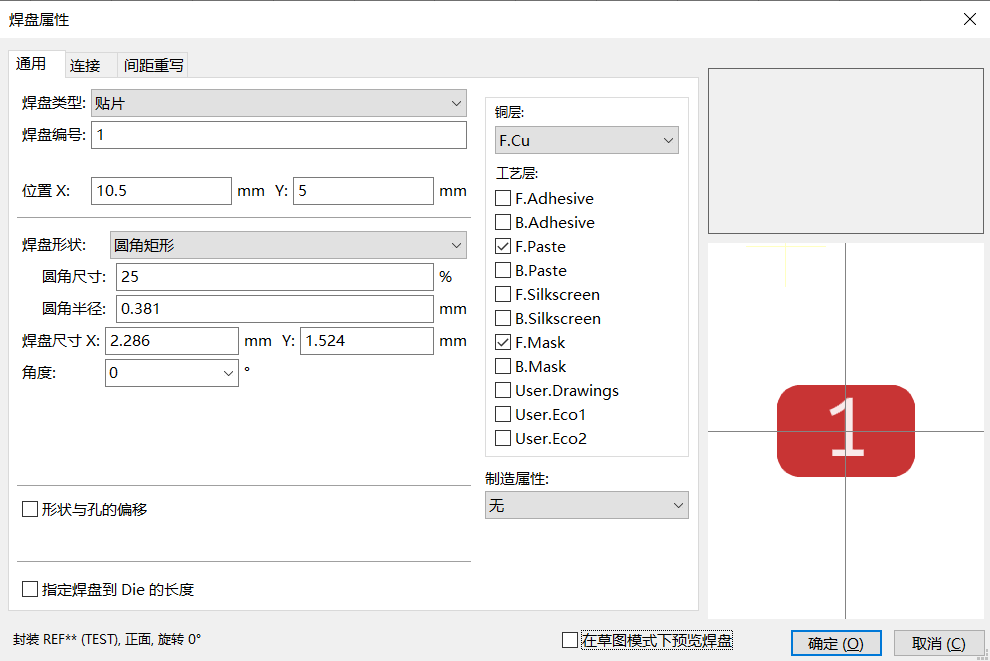 焊盘属性
通用 连接 间距重写
焊盘类型: 贴片
焊盘编号: 1
位置 X: 10.5 mm Y: 5 mm
焊盘形状: 圆角矩形
圆角尺寸: 25 %
圆角半径: 0.381 mm
焊盘尺寸 X: 2.286 mm Y: 1.524 mm
角度: 0 °
形状与孔的偏移
指定焊盘到 Die 的长度
铜层:
F.Cu
工艺层:
F.Adhesive
B.Adhesive
F.Paste
B.Paste
F.Silkscreen
B.Silkscreen
F.Mask
B.Mask
User.Drawings
User.Eco1
User.Eco2
制造属性:
无
1
封装 REF** (TEST), 正面, 旋转 0°
在草图模式下预览焊盘
确定 (O) 取消 (C)